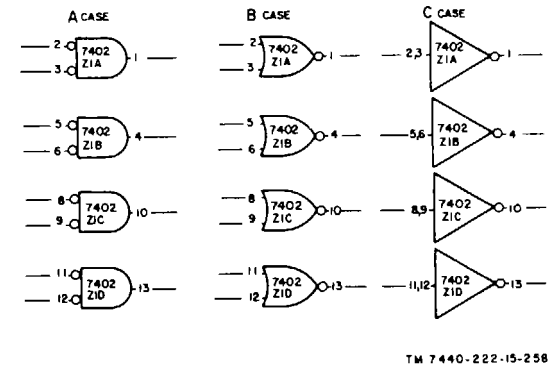 A CASE B CASE C CASE
2 3 7402 Z1A 1
2 3 7402 Z1A 1
2,3 7402 Z1A 1
5 6 7402 Z1B 4
5 6 7402 Z1B 4
5,6 7402 Z1B 4
8 9 7402 Z1C 10
8 9 7402 Z1C 10
8,9 7402 Z1C 10
11 12 7402 Z1D 13
11 12 7402 Z1D 13
11,12 7402 Z1D 13
TM 7440-222-15-258